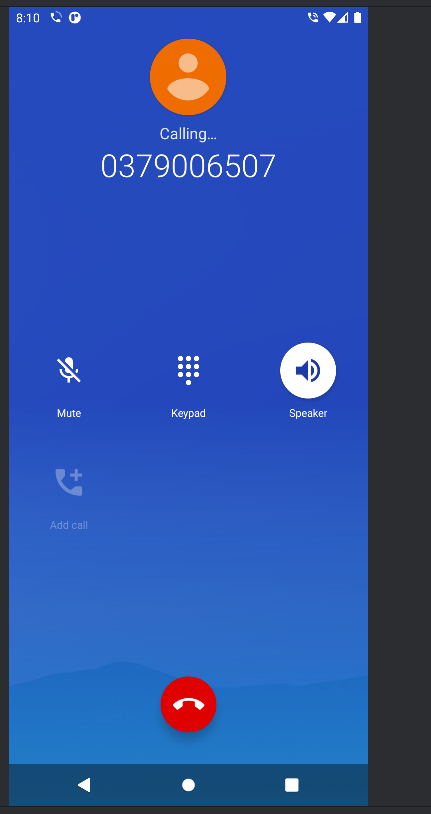 8:10
Calling...
0379006507
Mute
Keypad
Speaker
Add call